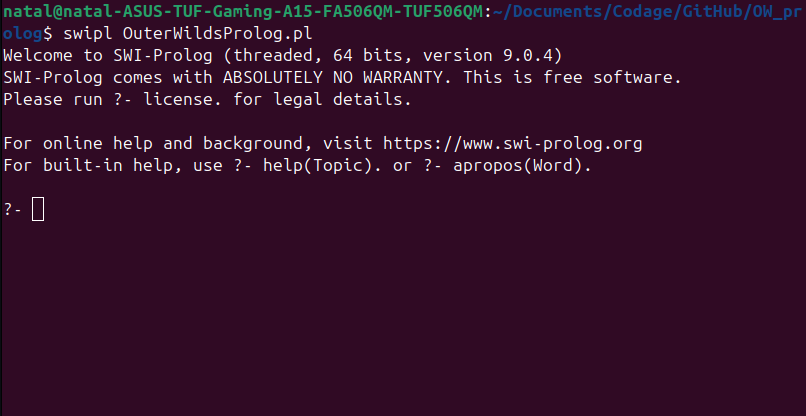 natal@natal-ASUS-TUF-Gaming-A15-FA506QM-TUF506QM:~/Documents/Codage/GitHub/OW_pr
olog$ swipl OuterWildsProlog.pl
Welcome to SWI-Prolog (threaded, 64 bits, version 9.0.4)
SWI-Prolog comes with ABSOLUTELY NO WARRANTY. This is free software.
Please run ?- license. for legal details.
For online help and background, visit https://www.swi-prolog.org
For built-in help, use ?- help(Topic). or ?- apropos(Word).
?-